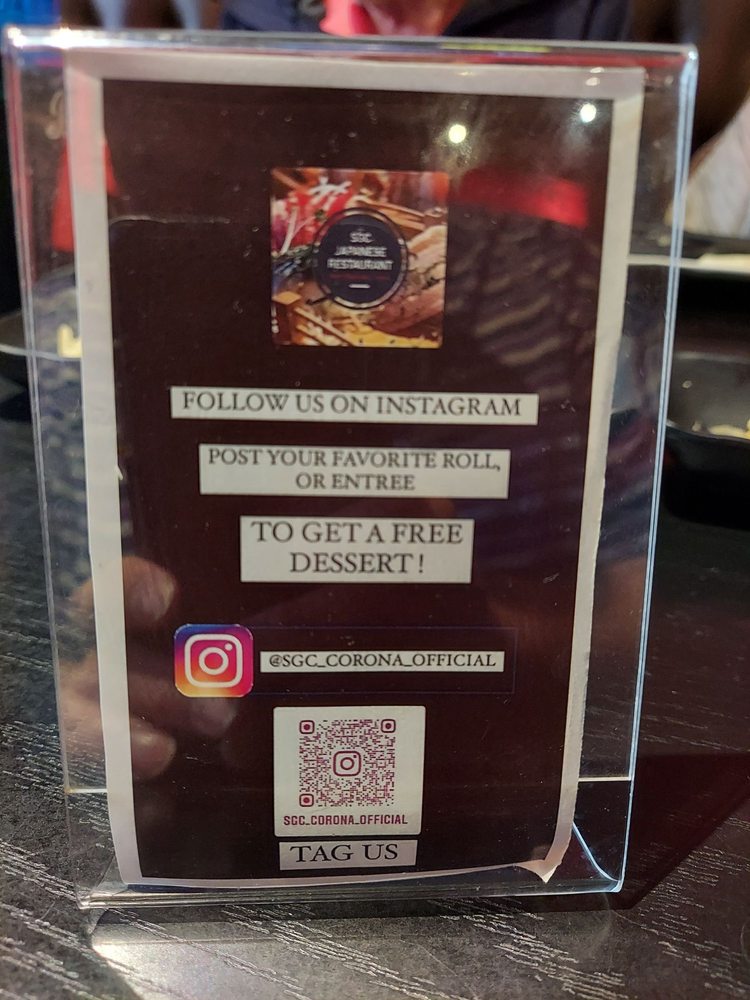 SGC
JAPANESE
RESTAURANT
FOLLOW US ON INSTAGRAM
POST YOUR FAVORITE ROLL,
OR ENTREE
TO GET A FREE
DESSERT!
@SGC_CORONA_OFFICIAL
SGC_CORONA_OFFICIAL
TAG US